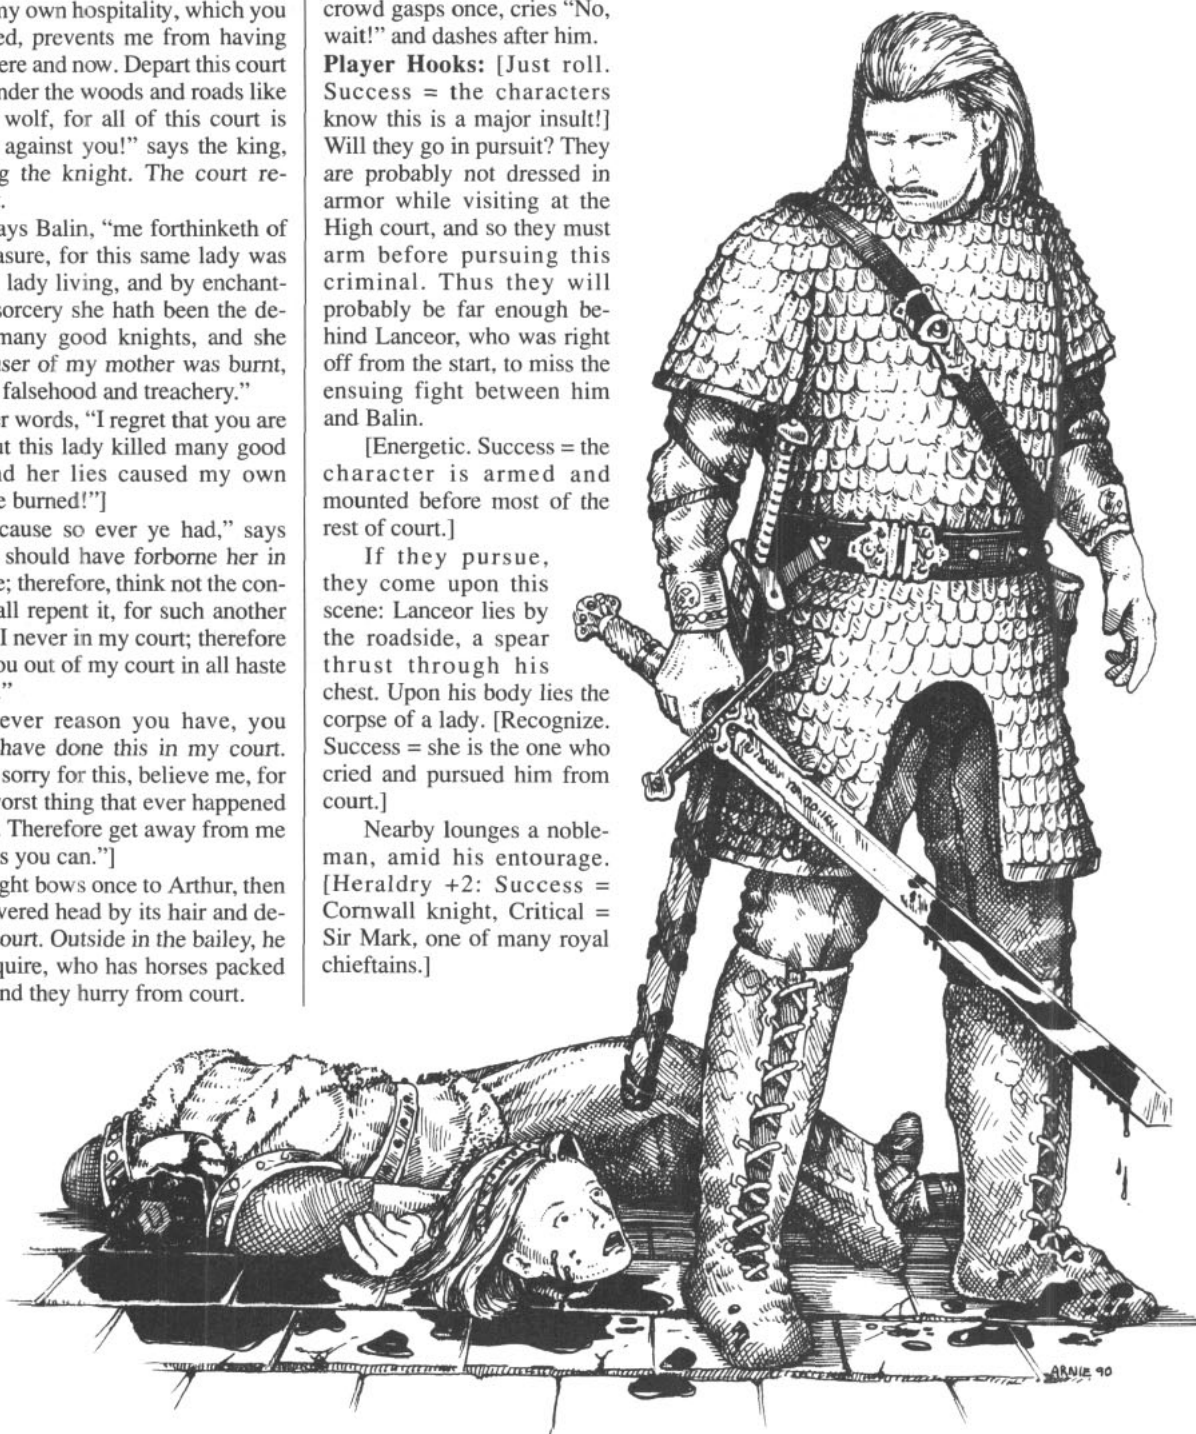 ny own hospitality, which you
ed, prevents me from having
ere and now. Depart this court
nder the woods and roads like
wolf, for all of this court is
against you!” says the king,
g the knight. The court re-
.
ays Balin, “me forthinketh of
asure, for this same lady was
lady living, and by enchant-
sorcery she hath been the de-
many good knights, and she
ser of my mother was burnt,
falsehood and treachery.”
r words, “I regret that you are
ut this lady killed many good
nd her lies caused my own
e burned!”]
cause so ever ye had,” says
should have forborne her in
e; therefore, think not the con-
all repent it, for such another
I never in my court; therefore
ou out of my court in all haste
.”
ever reason you have, you
have done this in my court.
sorry for this, believe me, for
orst thing that ever happened
. Therefore get away from me
s you can.”]
ght bows once to Arthur, then
vered head by its hair and de-
ourt. Outside in the bailey, he
quire, who has horses packed
nd they hurry from court.
crowd gasps once, cries “No,
wait!” and dashes after him.
Player Hooks: [Just roll.
Success = the characters
know this is a major insult!]
Will they go in pursuit? They
are probably not dressed in
armor while visiting at the
High court, and so they must
arm before pursuing this
criminal. Thus they will
probably be far enough be-
hind Lanceor, who was right
off from the start, to miss the
ensuing fight between him
and Balin.
[Energetic. Success = the
character is armed and
mounted before most of the
rest of court.]
If they pursue,
they come upon this
scene: Lanceor lies by
the roadside, a spear
thrust through his
chest. Upon his body lies the
corpse of a lady. [Recognize.
Success = she is the one who
cried and pursued him from
court.]
Nearby lounges a noble-
man, amid his entourage.
[Heraldry +2: Success =
Cornwall knight, Critical =
Sir Mark, one of many royal
chieftains.]
ARNIE 90